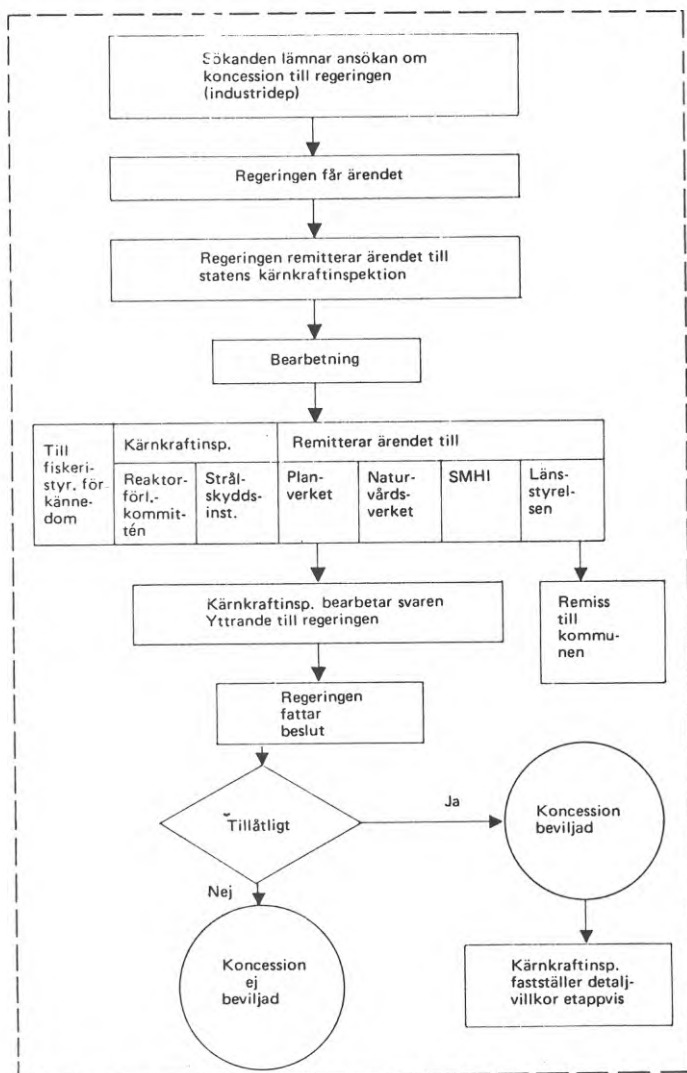 Sökanden lämnar ansökan om
koncession till regeringen
(industridep)
Regeringen får ärendet
Regeringen remitterar ärendet till
statens kärnkraftinspektion
Bearbetning
Till
fiskeri-
styr. för
känne-
dom
Kärnkraftinsp.
Reaktor-
förl.-
kommit-
tén
Strål-
skydds-
inst.
Remitterar ärendet till
Plan-
verket
Natur-
vårds-
verket
SMHI
Läns-
styrel-
sen
Kärnkraftinsp. bearbetar svaren
Yttrande till regeringen
Remiss
till
kommu-
nen
Regeringen
fattar
beslut
Tillåtligt
Ja
Koncession
beviljad
Nej
Koncession
ej
beviljad
Kärnkraftinsp.
fastställer detalj-
villkor etappvis